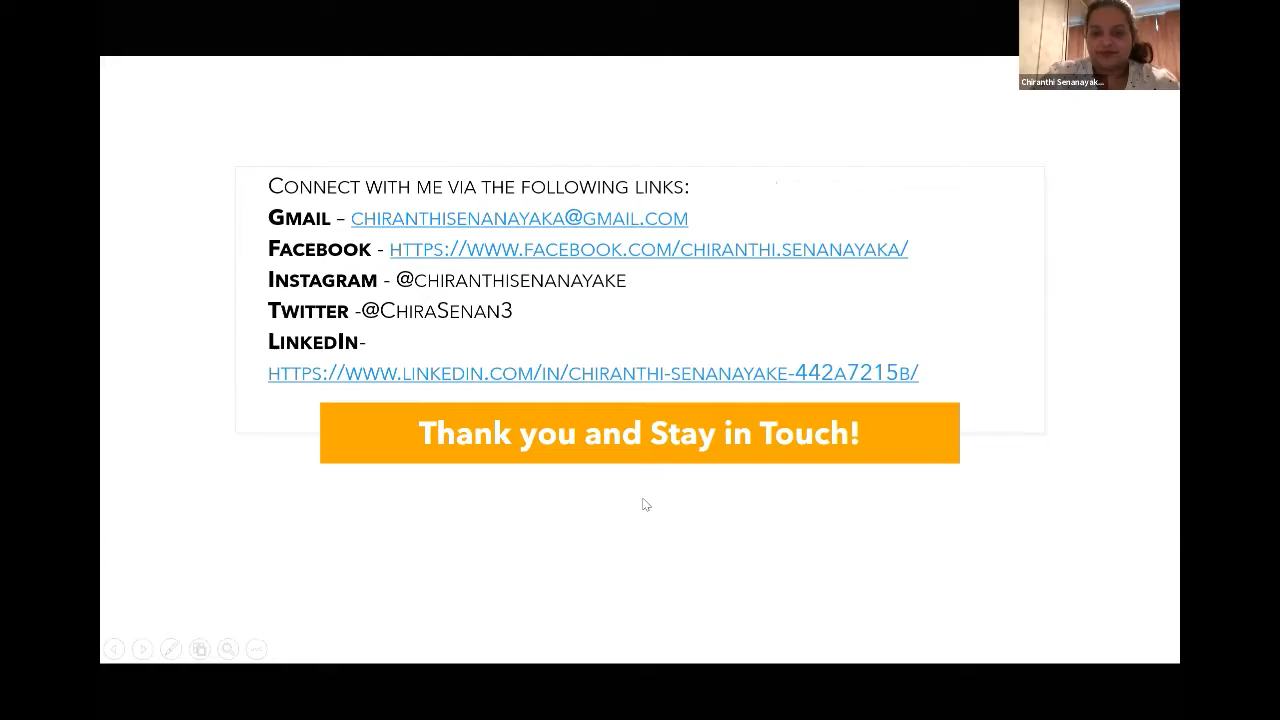 Chiranthi Senanayak...
CONNECT WITH ME VIA THE FOLLOWING LINKS:
GMAIL – CHIRANTHISENANAYAKA@GMAIL.COM
FACEBOOK - HTTPS://WWW.FACEBOOK.COM/CHIRANTHI.SENANAYAKA/
INSTAGRAM - @CHIRANTHISENANAYAKE
TWITTER -@CHIRASENAN3
LINKEDIN-
HTTPS://WWW.LINKEDIN.COM/IN/CHIRANTHI-SENANAYAKE-442A7215B/
Thank you and Stay in Touch!